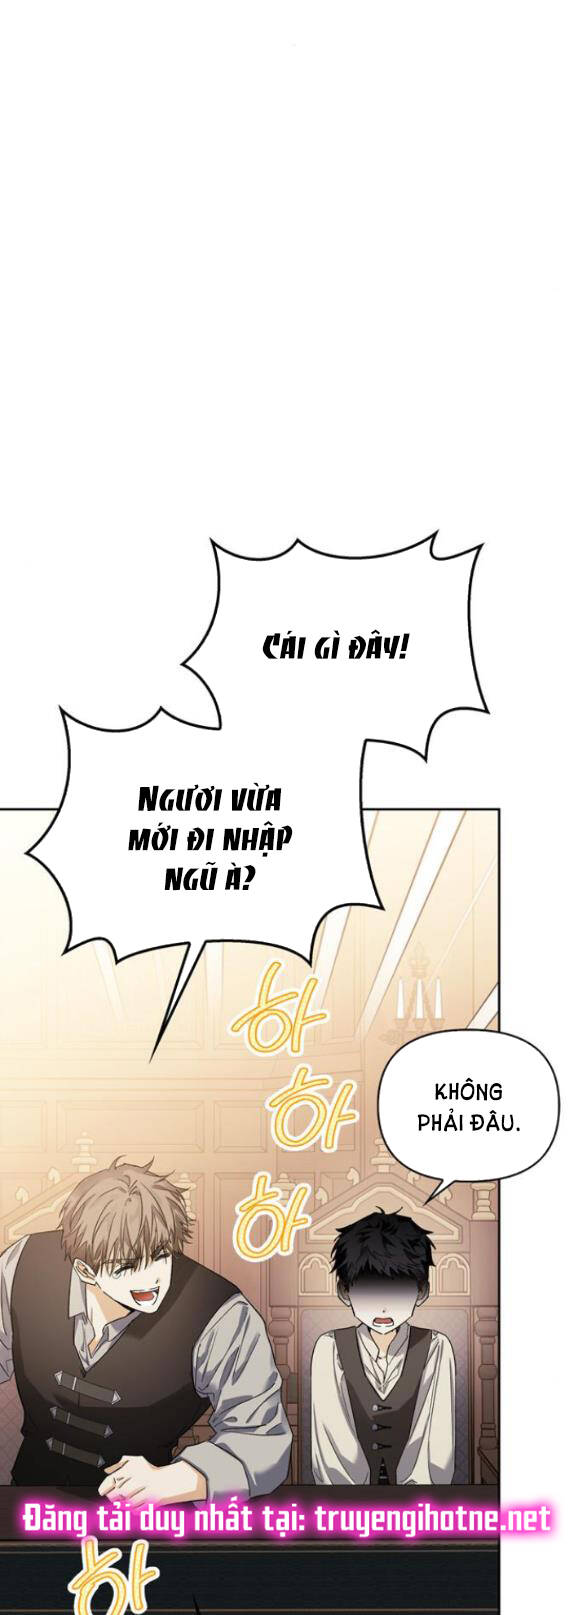 CÁI GÌ ĐÂY!
NGƯƠI VỪA
MỚI ĐI NHẬP
NGŨ À?
하
하
하
KHÔNG
PHẢI ĐÂU.
Đăng tải duy nhất tại: truyengihotne.net
하